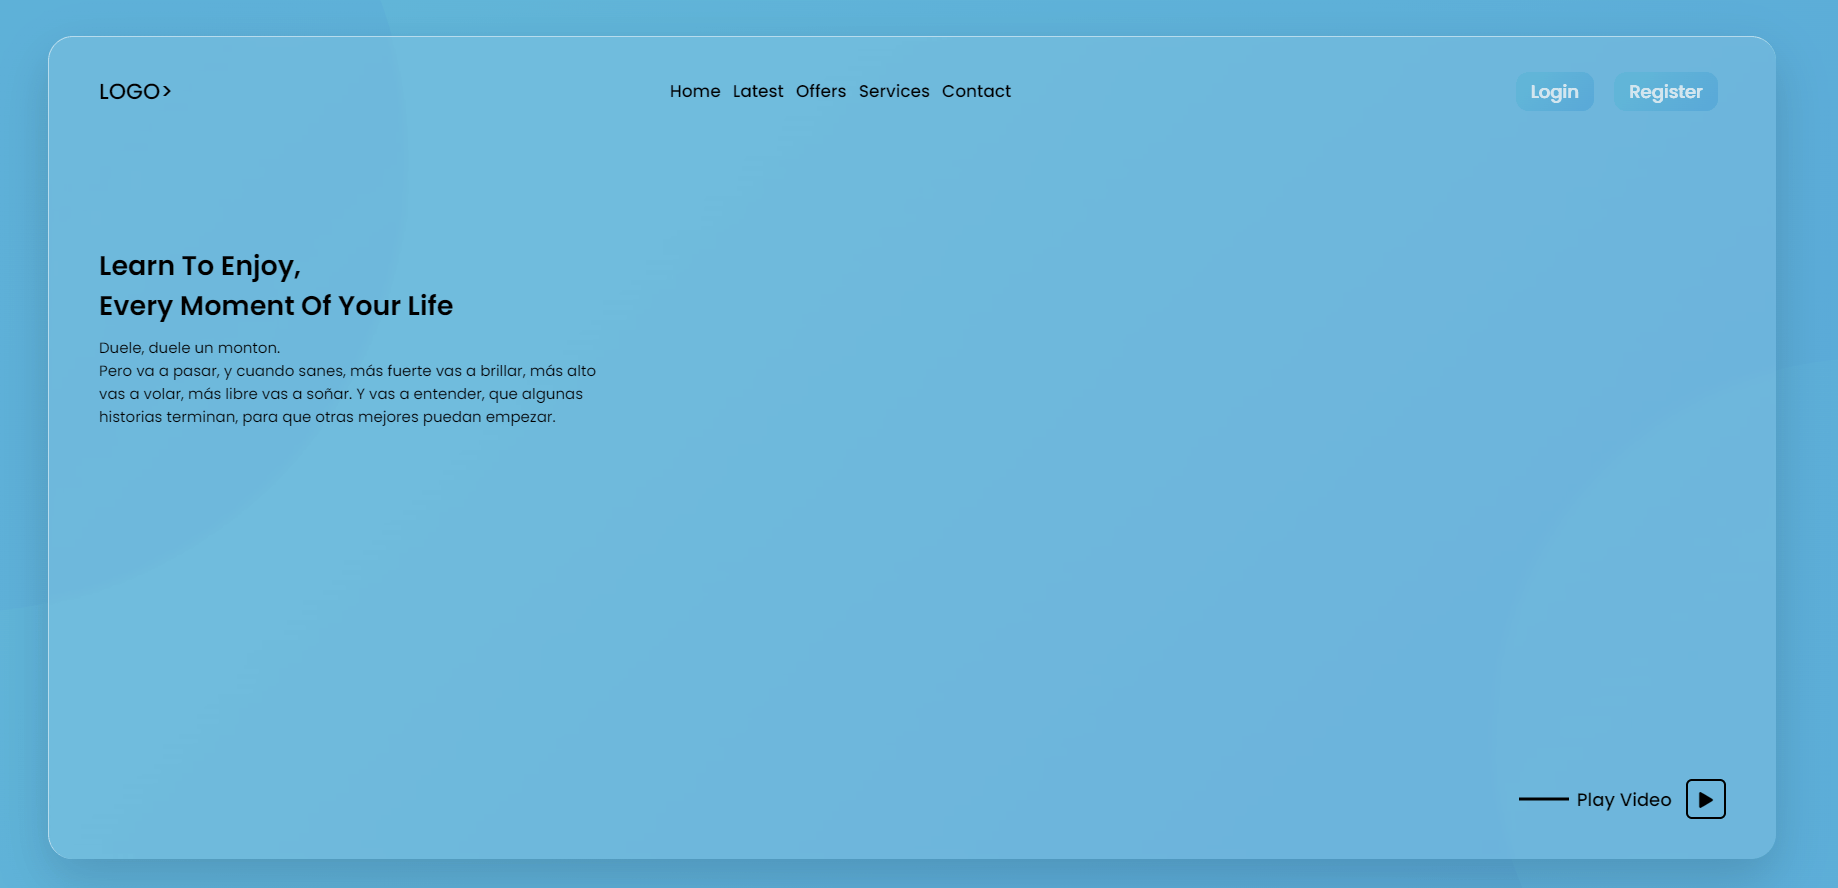 LOGO>
Home Latest Offers Services Contact
Login Register
Learn To Enjoy,
Every Moment Of Your Life
Duele, duele un monton.
Pero va a pasar, y cuando sanes, más fuerte vas a brillar, más alto
vas a volar, más libre vas a soñar. Y vas a entender, que algunas
historias terminan, para que otras mejores puedan empezar.
Play Video